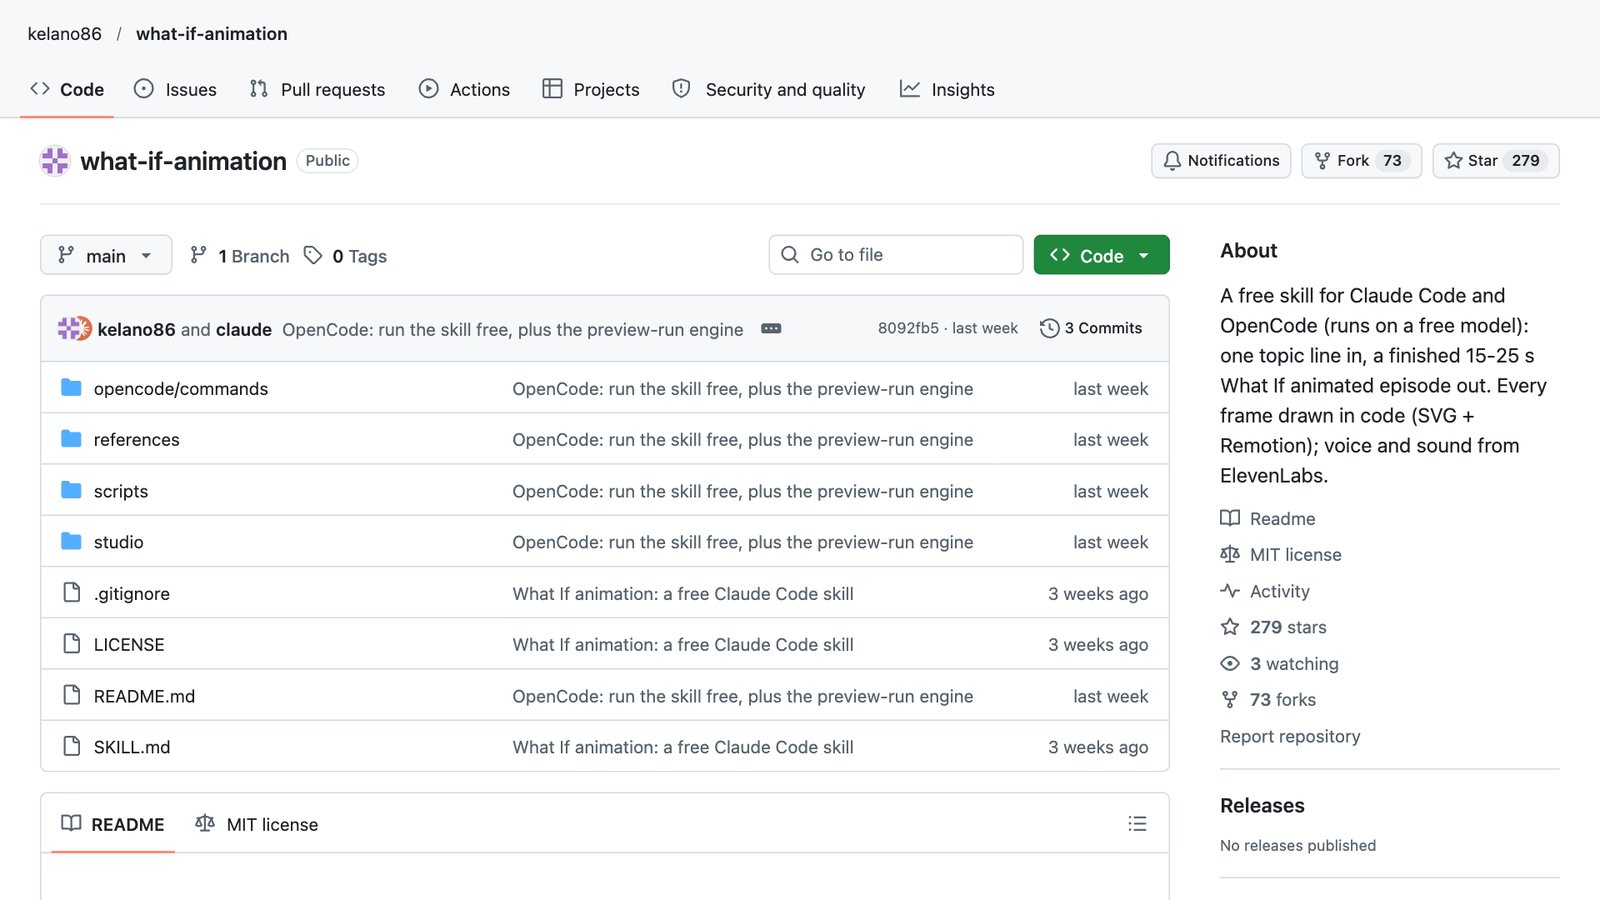 kelano86 / what-if-animation
Code Issues Pull requests Actions Projects Security and quality Insights
what-if-animation Public
Notifications Fork 73 Star 279
main 1 Branch 0 Tags Go to file Code
kelano86 and claude OpenCode: run the skill free, plus the preview-run engine 8092fb5 · last week 3 Commits
opencode/commands OpenCode: run the skill free, plus the preview-run engine last week
references OpenCode: run the skill free, plus the preview-run engine last week
scripts OpenCode: run the skill free, plus the preview-run engine last week
studio OpenCode: run the skill free, plus the preview-run engine last week
.gitignore What If animation: a free Claude Code skill 3 weeks ago
LICENSE What If animation: a free Claude Code skill 3 weeks ago
README.md OpenCode: run the skill free, plus the preview-run engine last week
SKILL.md What If animation: a free Claude Code skill 3 weeks ago
README MIT license
About
A free skill for Claude Code and
OpenCode (runs on a free model):
one topic line in, a finished 15-25 s
What If animated episode out. Every
frame drawn in code (SVG +
Remotion); voice and sound from
ElevenLabs.
Readme
MIT license
Activity
279 stars
3 watching
73 forks
Report repository
Releases
No releases published